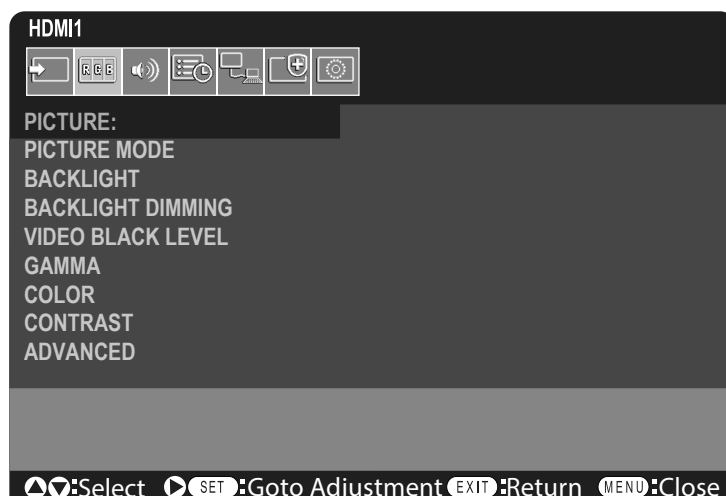 HDMI1
RGB
PICTURE:
PICTURE MODE
BACKLIGHT
BACKLIGHT DIMMING
VIDEO BLACK LEVEL
GAMMA
COLOR
CONTRAST
ADVANCED
:Select SET:Goto Adjustment EXIT:Return MENU:Close